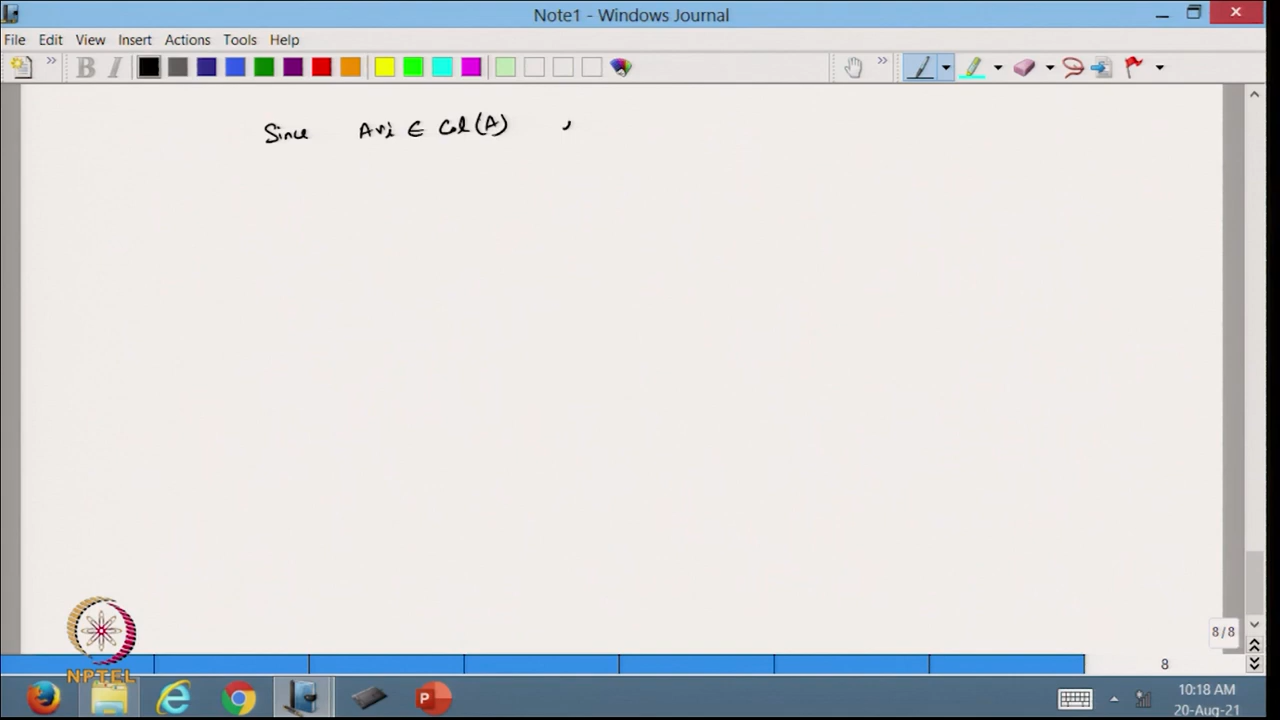 Note1 - Windows Journal
File Edit View Insert Actions Tools Help
B I
Since Avi ∈ Col(A) ,
8 / 8
8
NPTEL
10:18 AM
20-Aug-21